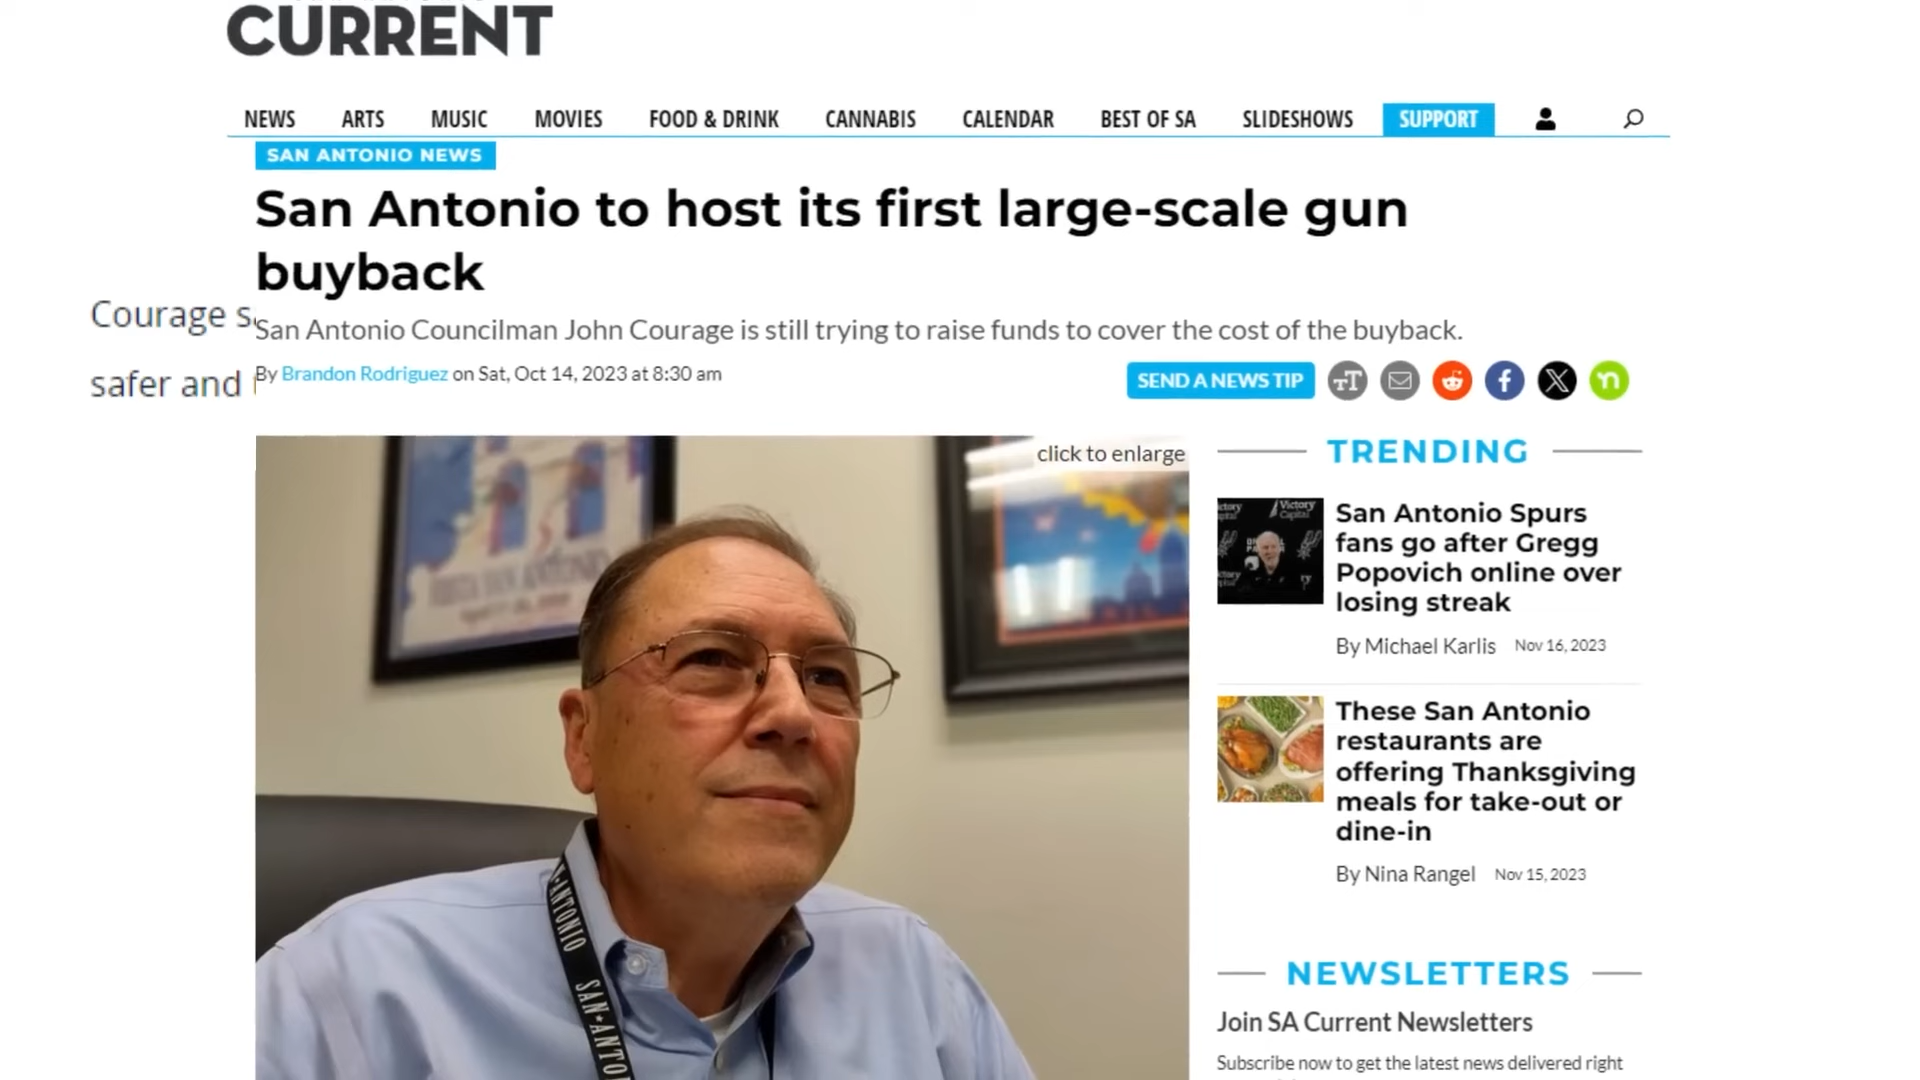 CURRENT
NEWS ARTS MUSIC MOVIES FOOD & DRINK CANNABIS CALENDAR BEST OF SA SLIDESHOWS SUPPORT
SAN ANTONIO NEWS
San Antonio to host its first large-scale gun
buyback
Courage
San Antonio Councilman John Courage is still trying to raise funds to cover the cost of the buyback.
safer and
By Brandon Rodriguez on Sat, Oct 14, 2023 at 8:30 am
SEND A NEWS TIP
click to enlarge
SAN ANTONIO
SAN★ANTO
TRENDING
Victory
Capital
San Antonio Spurs
fans go after Gregg
Popovich online over
losing streak
By Michael Karlis Nov 16, 2023
These San Antonio
restaurants are
offering Thanksgiving
meals for take-out or
dine-in
By Nina Rangel Nov 15, 2023
NEWSLETTERS
Join SA Current Newsletters
Subscribe now to get the latest news delivered right